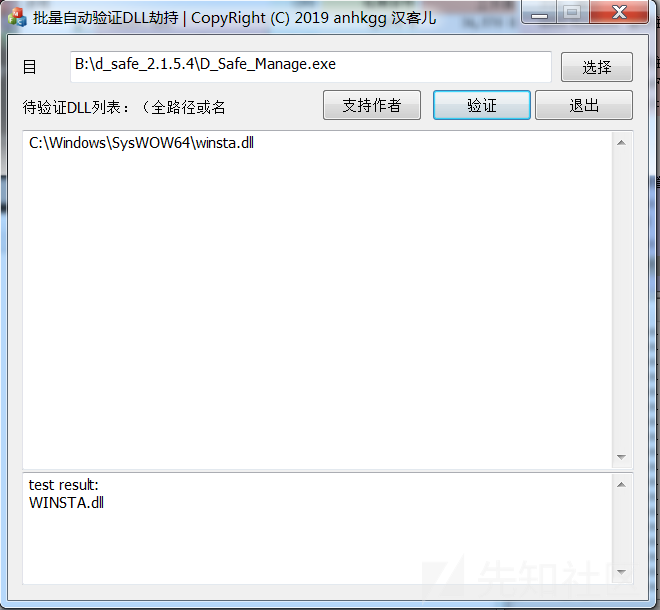 批量自动验证DLL劫持 | CopyRight (C) 2019 anhkgg 汉客儿
目
B:\d_safe_2.1.5.4\D_Safe_Manage.exe
选择
待验证DLL列表：（全路径或名
支持作者
验证
退出
C:\Windows\SysWOW64\winsta.dll
test result:
WINSTA.dll
先知社区